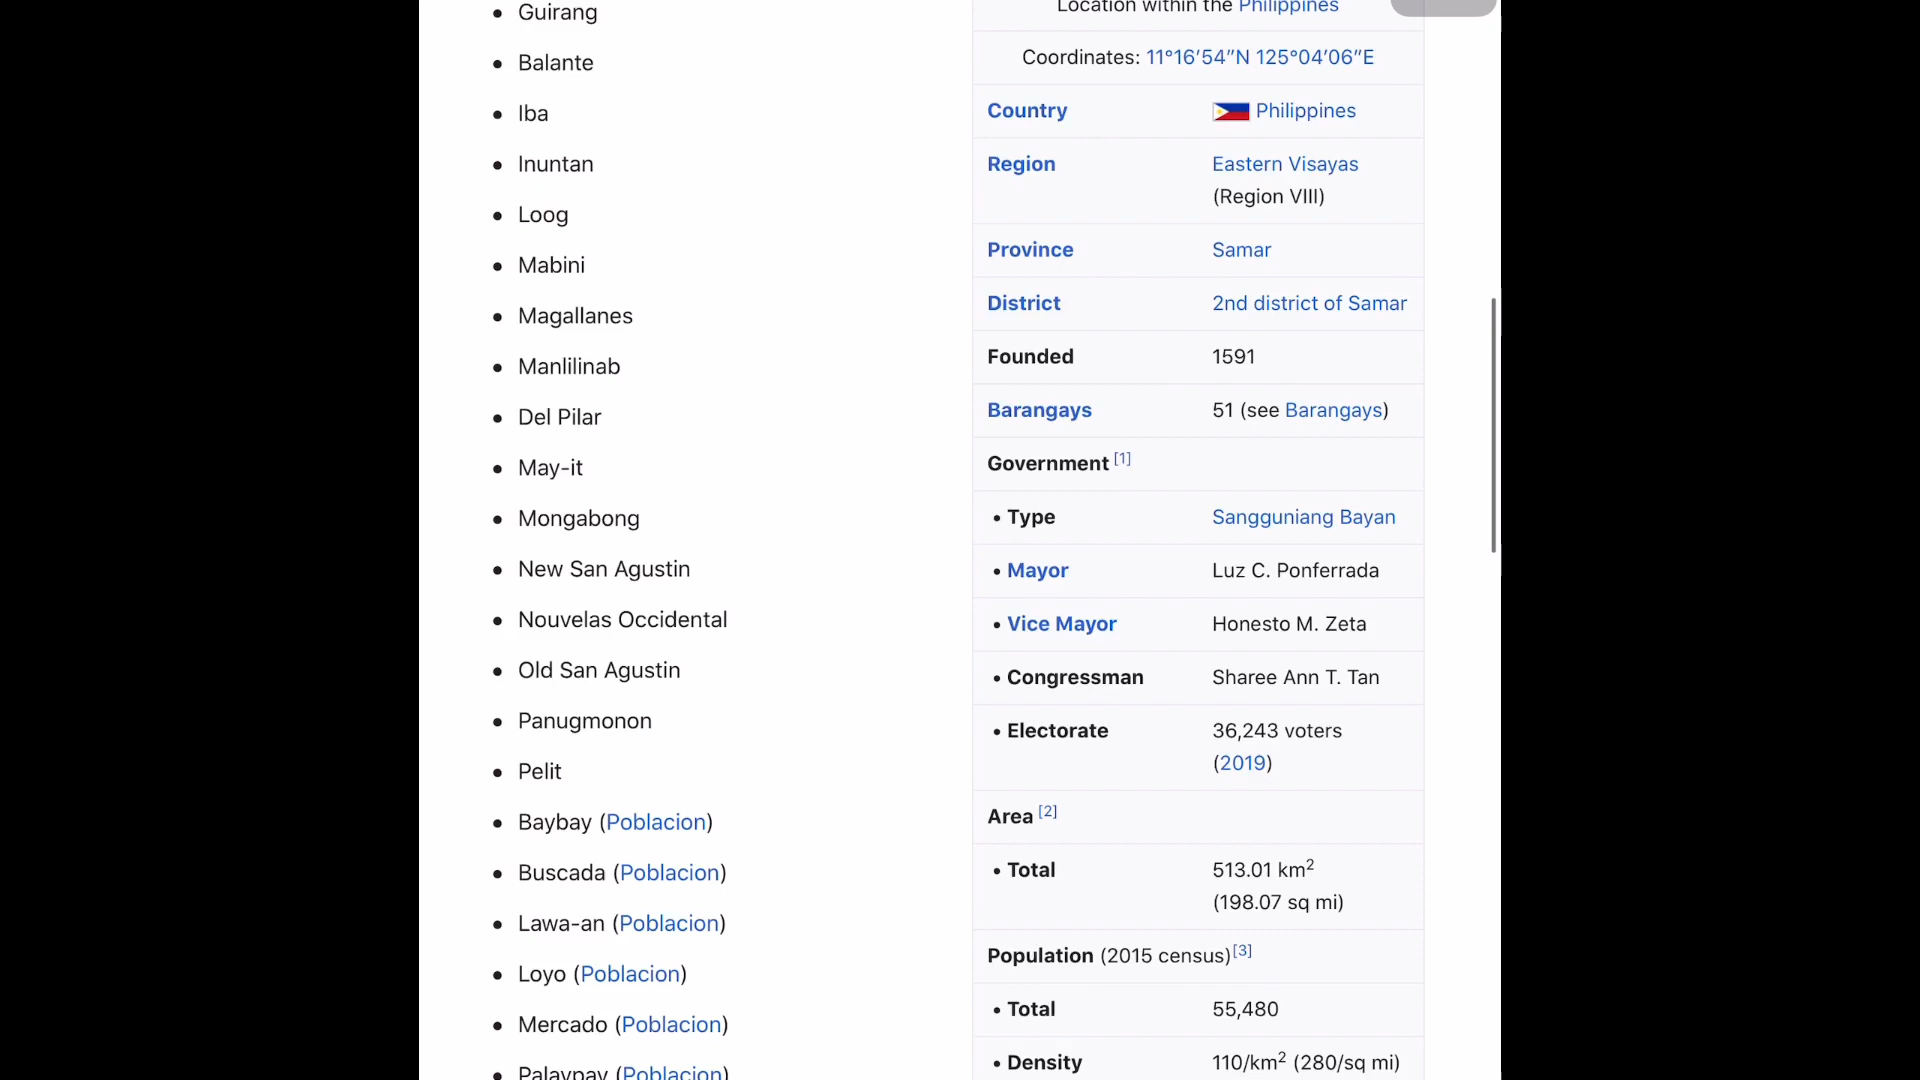 Guirang
Balante
Iba
Inuntan
Loog
Mabini
Magallanes
Manlilinab
Del Pilar
May-it
Mongabong
New San Agustin
Nouvelas Occidental
Old San Agustin
Panugmonon
Pelit
Baybay (Poblacion)
Buscada (Poblacion)
Lawa-an (Poblacion)
Loyo (Poblacion)
Mercado (Poblacion)
Palaypay (Poblacion)
Location within the Philippines
Coordinates: 11°16′54″N 125°04′06″E
Country Philippines
Region Eastern Visayas
(Region VIII)
Province Samar
District 2nd district of Samar
Founded 1591
Barangays 51 (see Barangays)
Government [1]
• Type Sangguniang Bayan
• Mayor Luz C. Ponferrada
• Vice Mayor Honesto M. Zeta
• Congressman Sharee Ann T. Tan
• Electorate 36,243 voters
(2019)
Area [2]
• Total 513.01 km²
(198.07 sq mi)
Population (2015 census)[3]
• Total 55,480
• Density 110/km² (280/sq mi)